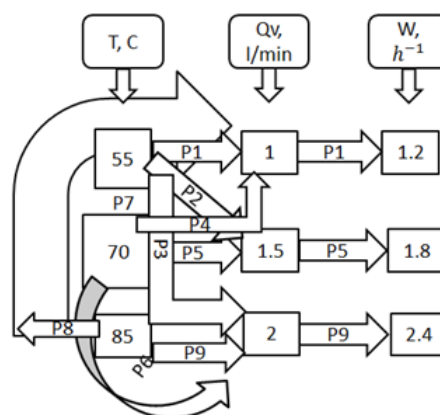 T, C
Qv,
l/min
W,
h⁻¹
55
P1
1
P1
1.2
P2
P7
P4
P3
70
P5
1.5
P5
1.8
P8
85
P6
P9
2
P9
2.4